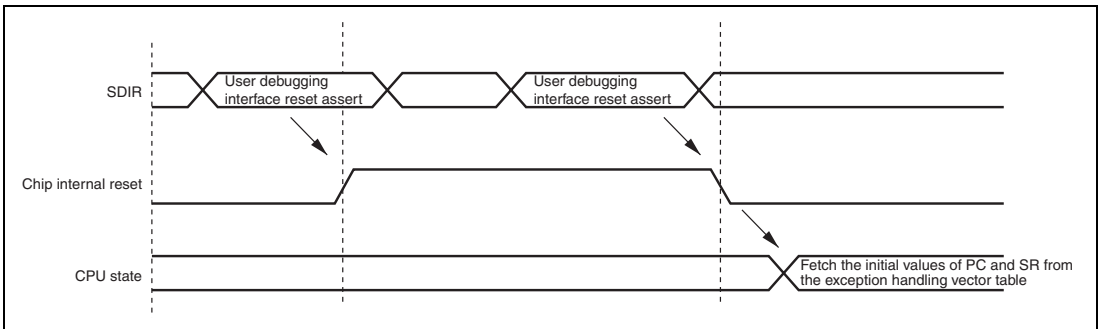 SDIR
User debugging
interface reset assert
User debugging
interface reset assert
Chip internal reset
CPU state
Fetch the initial values of PC and SR from
the exception handling vector table